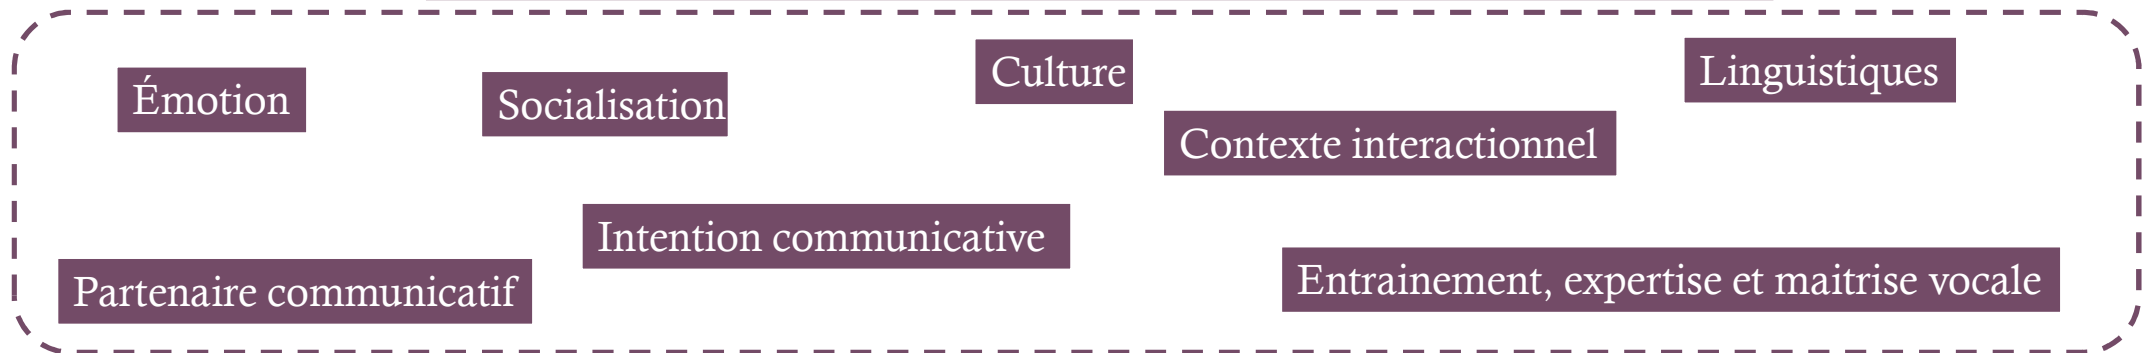 Émotion
Socialisation
Culture
Linguistiques
Contexte interactionnel
Intention communicative
Partenaire communicatif
Entrainement, expertise et maitrise vocale